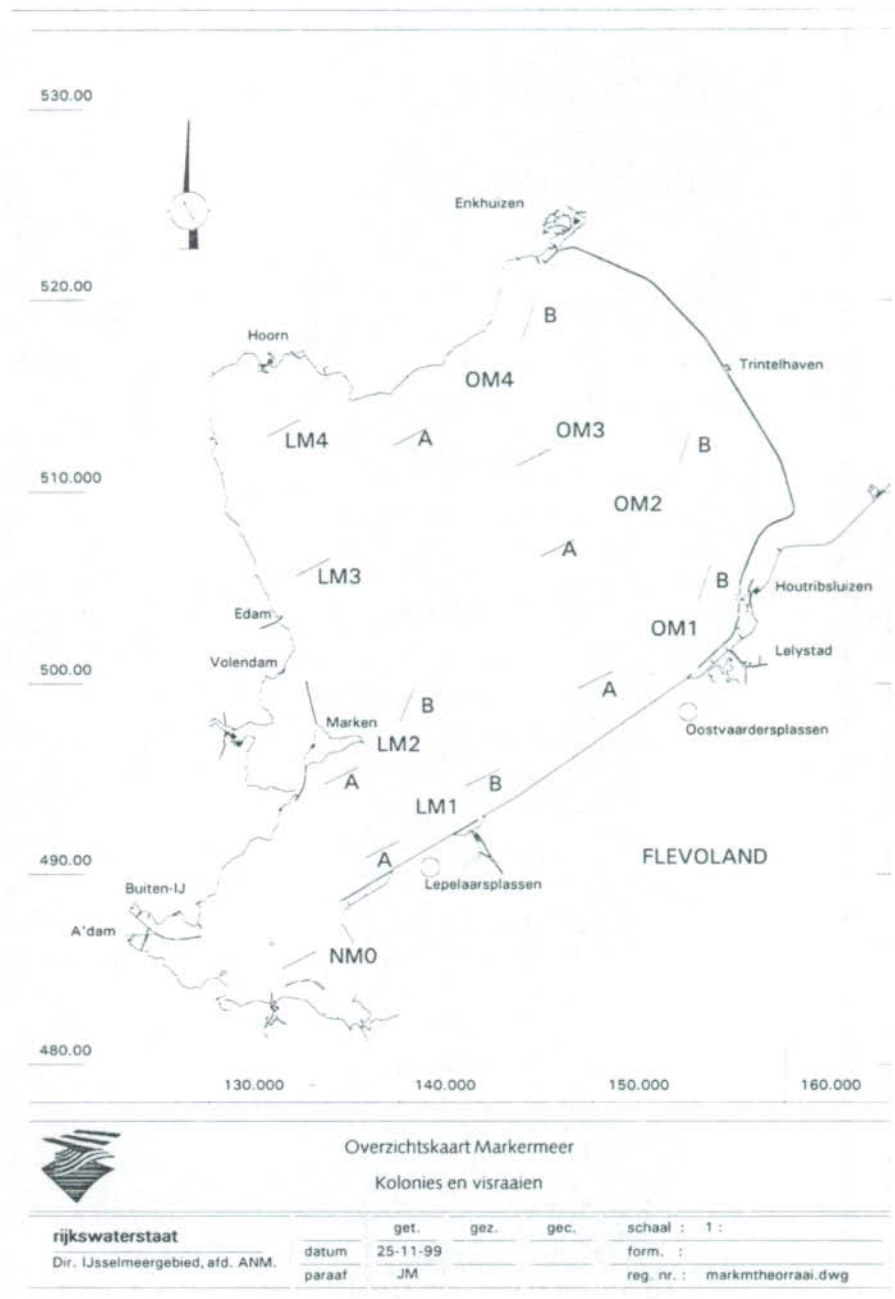 530.00
Enkhuizen
520.00
B
Hoorn
Trintelhaven
OM4
OM3
LM4
A
B
510.000
OM2
A
LM3
B
Houtribsluizen
Edam
OM1
Lelystad
Volendam
500.00
A
B
Marken
Oostvaardersplassen
LM2
A
B
LM1
490.00
A
FLEVOLAND
Buiten-IJ
Lepelaarsplassen
A'dam
NM0
480.00
130.000 140.000 150.000 160.000
Overzichtskaart Markermeer
Kolonies en visraaien
rijkswaterstaat
Dir. IJsselmeergebied, afd. ANM.
get. gez. gec. schaal : 1 :
datum 25-11-99 form. :
paraaf JM reg. nr. : markmtheorraai.dwg